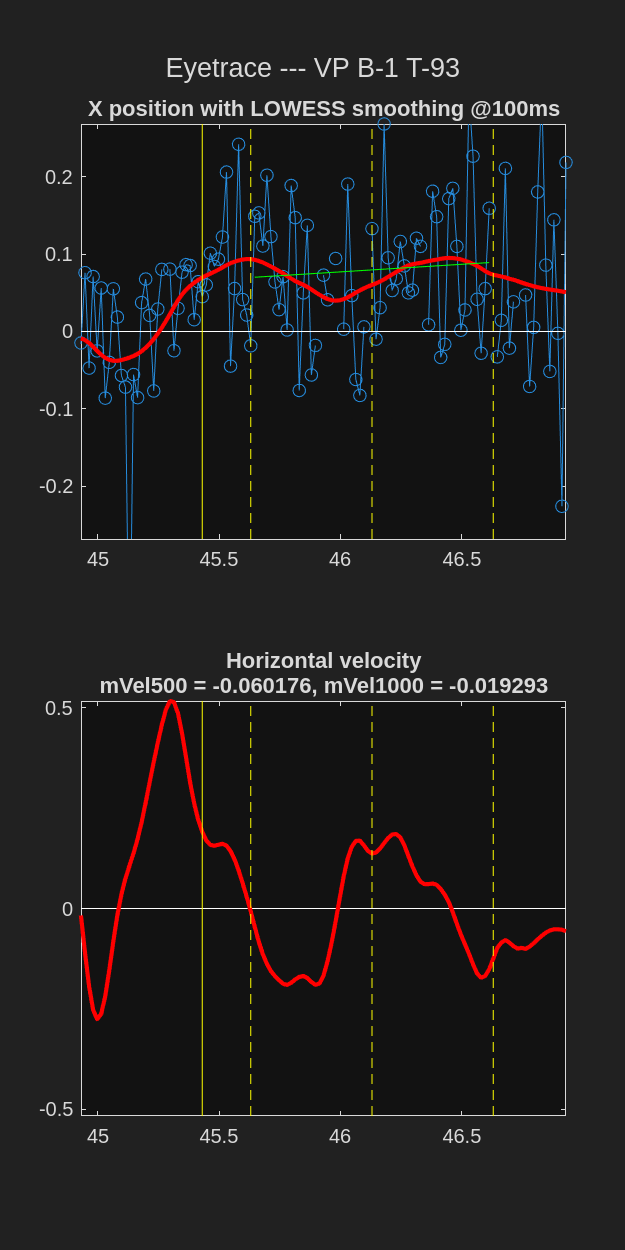 Eyetrace --- VP B-1 T-93
X position with LOWESS smoothing @100ms
0.2
0.1
0
-0.1
-0.2
45 45.5 46 46.5
Horizontal velocity
mVel500 = -0.060176, mVel1000 = -0.019293
0.5
0
-0.5
45 45.5 46 46.5